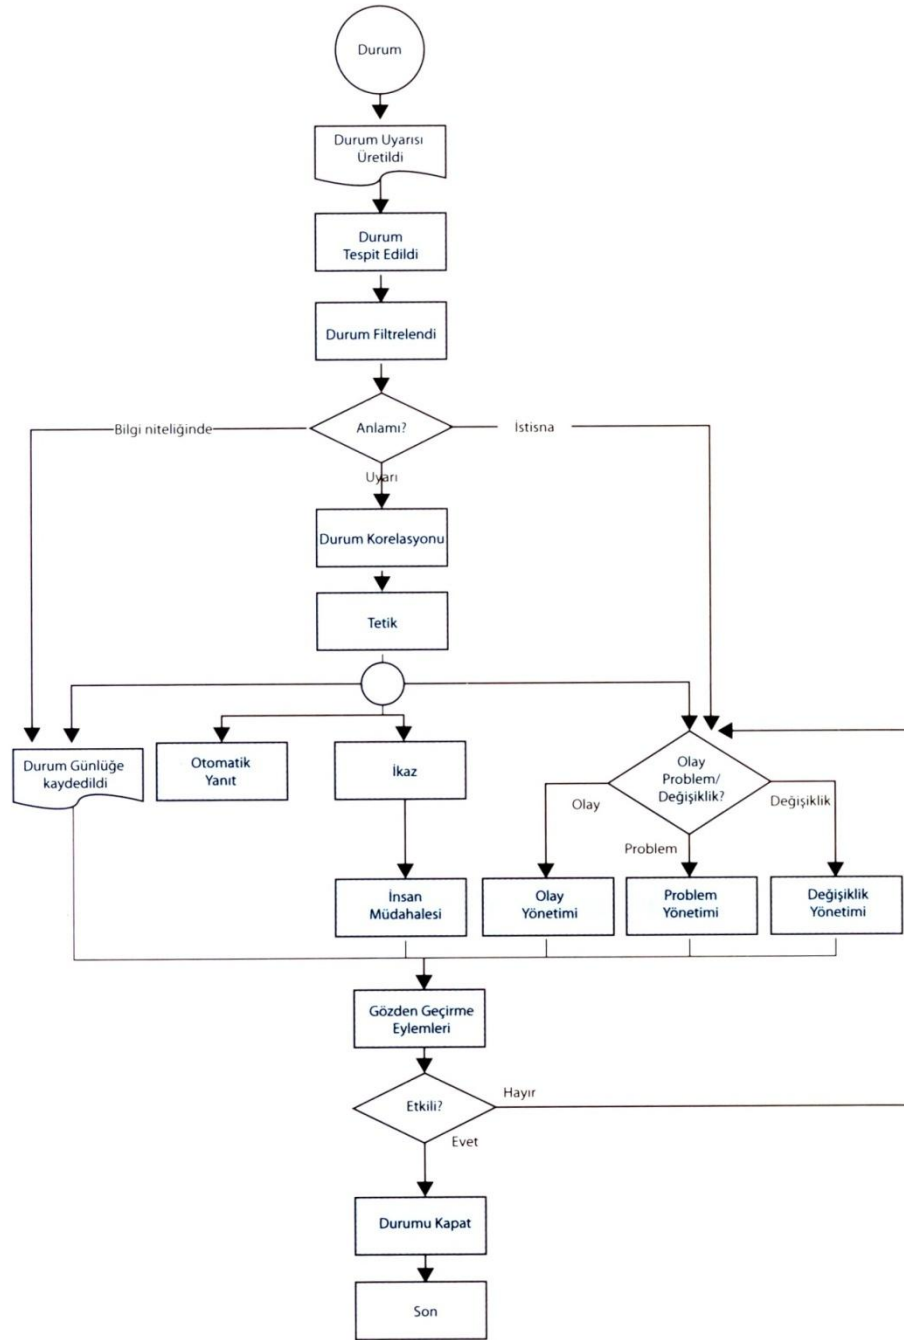 Durum
Durum Uyarısı
Üretildi
Durum
Tespit Edildi
Durum Filtrelendi
Bilgi niteliğinde
Anlamı?
İstisna
Uyarı
Durum Korelasyonu
Tetik
Durum Günlüğe
kaydedildi
Otomatik
Yanıt
İkaz
Olay
Problem/
Değişiklik?
Olay
Değişiklik
Problem
İnsan
Müdahalesi
Olay
Yönetimi
Problem
Yönetimi
Değişiklik
Yönetimi
Gözden Geçirme
Eylemleri
Etkili?
Hayır
Evet
Durumu Kapat
Son